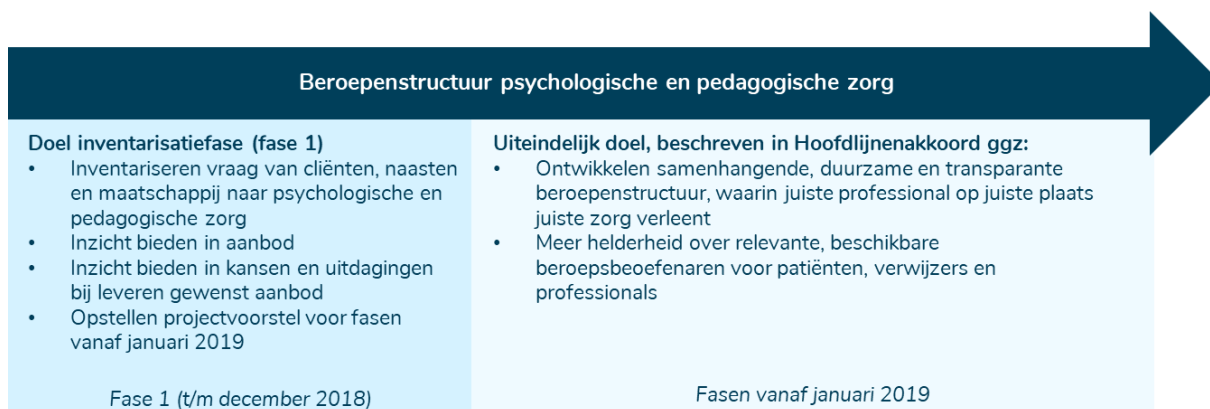 Beroepenstructuur psychologische en pedagogische zorg
Doel inventarisatiefase (fase 1)
• Inventariseren vraag van cliënten, naasten
en maatschappij naar psychologische en
pedagogische zorg
• Inzicht bieden in aanbod
• Inzicht bieden in kansen en uitdagingen
bij leveren gewenst aanbod
• Opstellen projectvoorstel voor fasen
vanaf januari 2019
Fase 1 (t/m december 2018)
Uiteindelijk doel, beschreven in Hoofdlijnenakkoord ggz:
• Ontwikkelen samenhangende, duurzame en transparante
beroepenstructuur, waarin juiste professional op juiste plaats
juiste zorg verleent
• Meer helderheid over relevante, beschikbare
beroepsbeoefenaren voor patiënten, verwijzers en
professionals
Fasen vanaf januari 2019